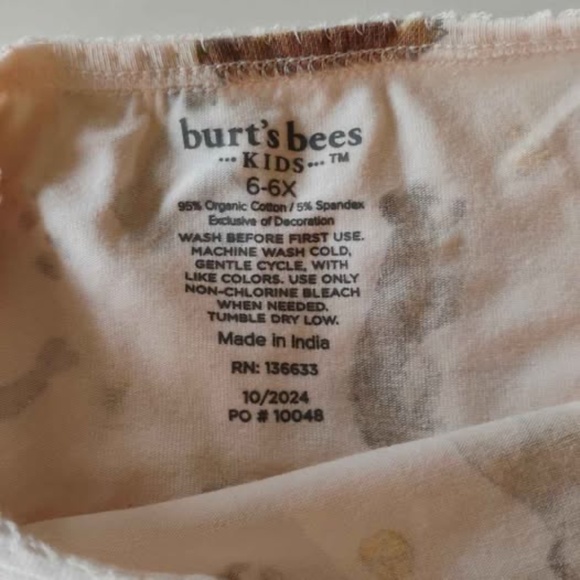 burt's bees
••• KIDS ••• ™
6-6X
95% Organic Cotton / 5% Spandex
Exclusive of Decoration
WASH BEFORE FIRST USE.
MACHINE WASH COLD,
GENTLE CYCLE, WITH
LIKE COLORS. USE ONLY
NON-CHLORINE BLEACH
WHEN NEEDED.
TUMBLE DRY LOW.
Made in India
RN: 136633
10/2024
PO # 10048